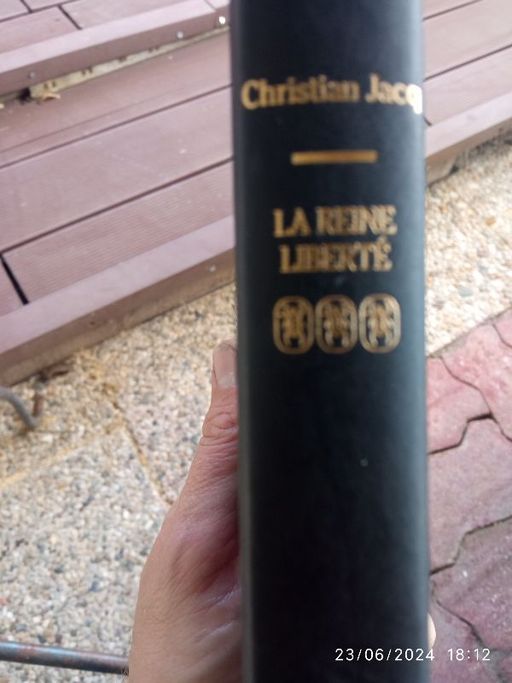 Christian Jacq
LA REINE
LIBERTÉ
23/06/2024 18:12